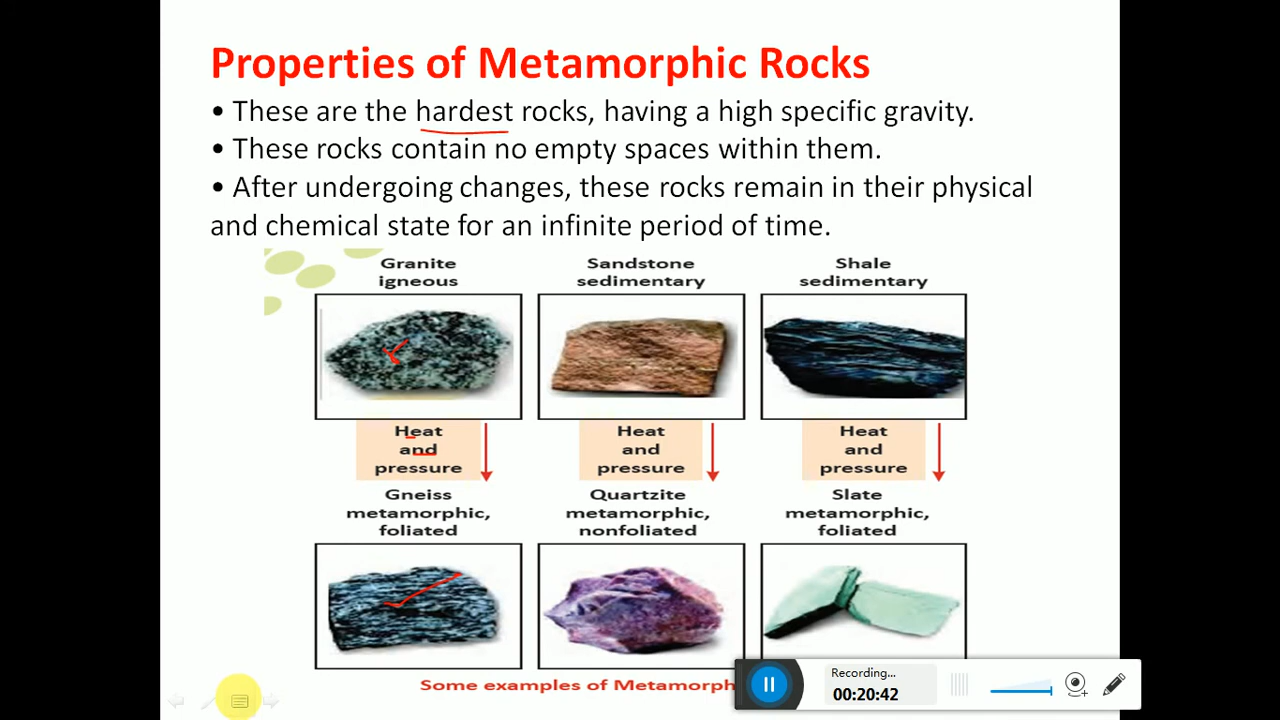 Properties of Metamorphic Rocks
• These are the hardest rocks, having a high specific gravity.
• These rocks contain no empty spaces within them.
• After undergoing changes, these rocks remain in their physical
and chemical state for an infinite period of time.
Granite
igneous
Sandstone
sedimentary
Shale
sedimentary
Heat
and
pressure
Heat
and
pressure
Heat
and
pressure
Gneiss
metamorphic,
foliated
Quartzite
metamorphic,
nonfoliated
Slate
metamorphic,
foliated
Some examples of Metamorph
Recording...
00:20:42